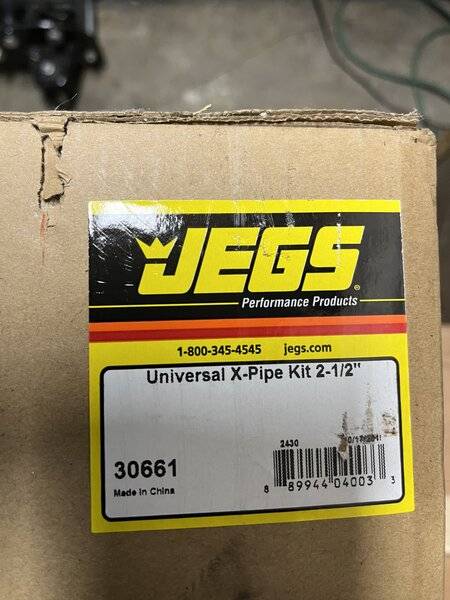 JEGS®
Performance Products
1-800-345-4545 jegs.com
Universal X-Pipe Kit 2-1/2"
30661
Made in China
2430
8 89944 04003 3